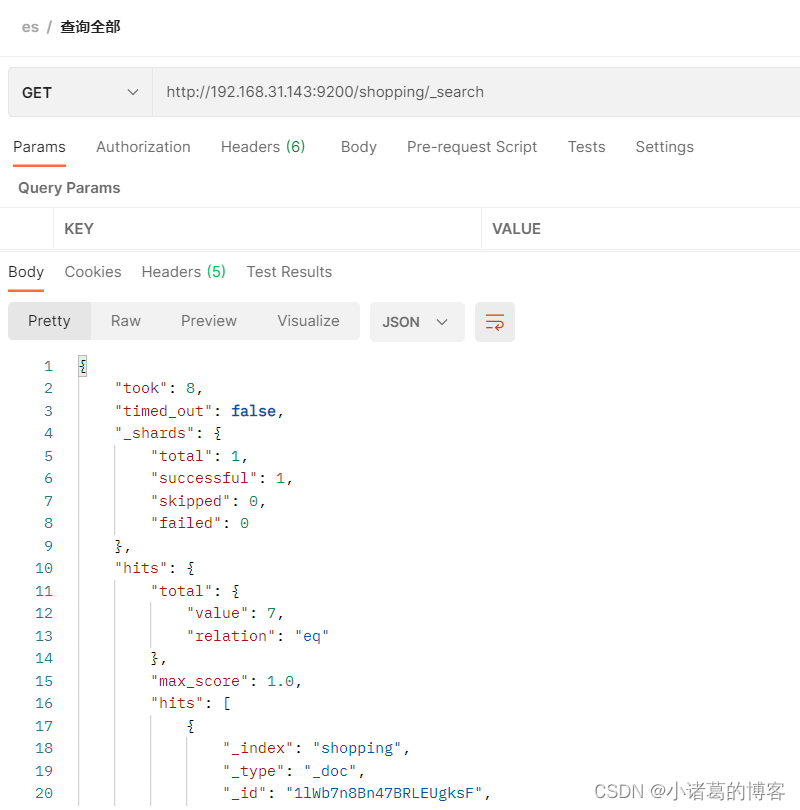 es / 查询全部
GET http://192.168.31.143:9200/shopping/_search
Params Authorization Headers (6) Body Pre-request Script Tests Settings
Query Params
KEY VALUE
Body Cookies Headers (5) Test Results
Pretty Raw Preview Visualize JSON
1 {
2 "took": 8,
3 "timed_out": false,
4 "_shards": {
5 "total": 1,
6 "successful": 1,
7 "skipped": 0,
8 "failed": 0
9 },
10 "hits": {
11 "total": {
12 "value": 7,
13 "relation": "eq"
14 },
15 "max_score": 1.0,
16 "hits": [
17 {
18 "_index": "shopping",
19 "_type": "_doc",
20 "_id": "1lWb7n8Bn47BRLEUgksF",
CSDN @小诸葛的博客